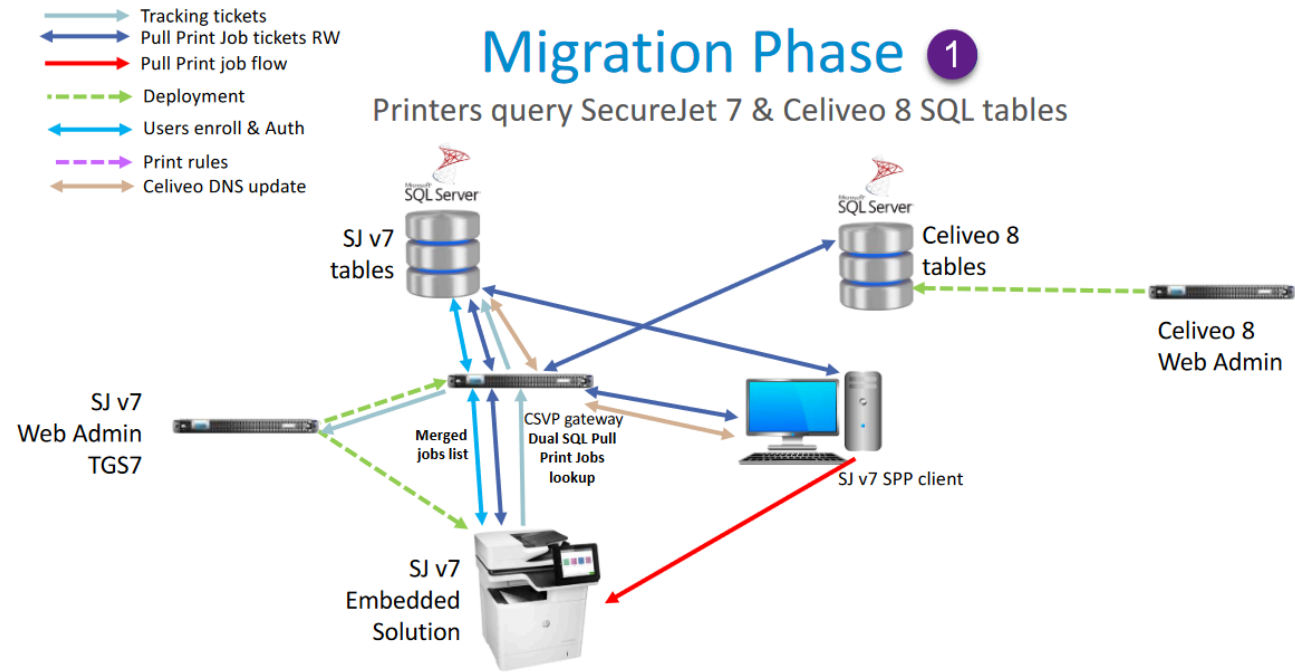 Tracking tickets
Pull Print Job tickets RW
Pull Print job flow
Deployment
Users enroll & Auth
Print rules
Celiveo DNS update
Migration Phase 1
Printers query SecureJet 7 & Celiveo 8 SQL tables
Microsoft
SQL Server
SJ v7
tables
Microsoft
SQL Server
Celiveo 8
tables
Celiveo 8
Web Admin
SJ v7
Web Admin
TGS7
Merged
jobs list
CSVP gateway
Dual SQL Pull
Print Jobs
lookup
SJ v7 SPP client
SJ v7
Embedded
Solution